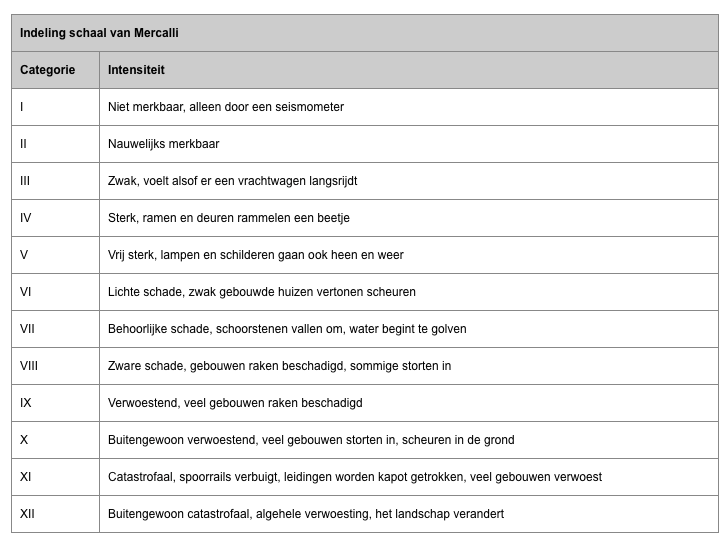 Indeling schaal van Mercalli
Categorie Intensiteit
I Niet merkbaar, alleen door een seismometer
II Nauwelijks merkbaar
III Zwak, voelt alsof er een vrachtwagen langsrijdt
IV Sterk, ramen en deuren rammelen een beetje
V Vrij sterk, lampen en schilderen gaan ook heen en weer
VI Lichte schade, zwak gebouwde huizen vertonen scheuren
VII Behoorlijke schade, schoorstenen vallen om, water begint te golven
VIII Zware schade, gebouwen raken beschadigd, sommige storten in
IX Verwoestend, veel gebouwen raken beschadigd
X Buitengewoon verwoestend, veel gebouwen storten in, scheuren in de grond
XI Catastrofaal, spoorrails verbuigt, leidingen worden kapot getrokken, veel gebouwen verwoest
XII Buitengewoon catastrofaal, algehele verwoesting, het landschap verandert